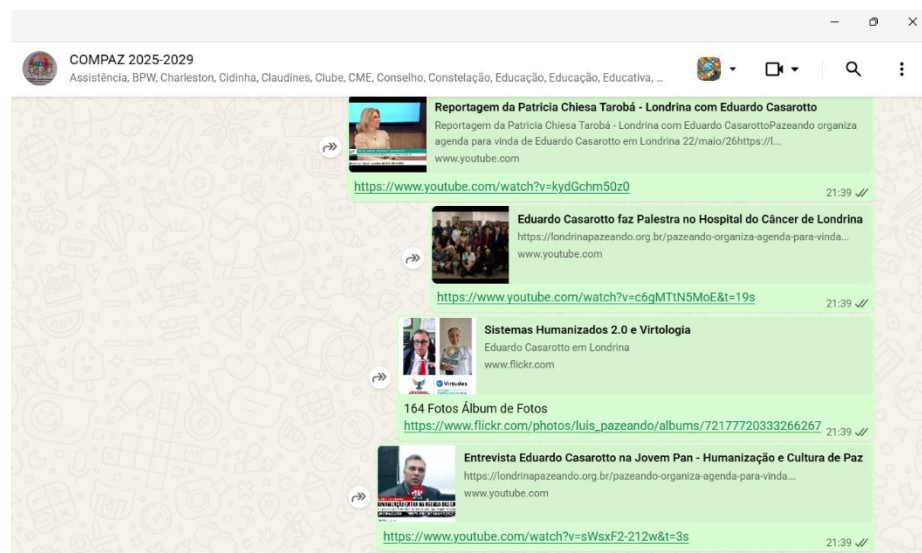 COMPAZ 2025-2029
Assistência, BPW, Charleston, Cidinha, Claudines, Clube, CME, Conselho, Constelação, Educação, Educação, Educativa, ...
Reportagem da Patricia Chiesa Tarobá - Londrina com Eduardo Casarotto
Reportagem da Patricia Chiesa Tarobá - Londrina com Eduardo CasarottoPazeando organiza
agenda para vinda de Eduardo Casarotto em Londrina 22/maio/26https://l...
www.youtube.com
https://www.youtube.com/watch?v=kydGchm50z0
21:39
Eduardo Casarotto faz Palestra no Hospital do Câncer de Londrina
https://londrinapazeando.org.br/pazeando-organiza-agenda-para-vinda...
www.youtube.com
https://www.youtube.com/watch?v=c6gMTtN5MoE&t=19s
21:39
Sistemas Humanizados 2.0 e Virtologia
Eduardo Casarotto em Londrina
www.flickr.com
Virtudes
164 Fotos Álbum de Fotos
https://www.flickr.com/photos/luis_pazeando/albums/72177720333266267
21:39
Entrevista Eduardo Casarotto na Jovem Pan - Humanização e Cultura de Paz
https://londrinapazeando.org.br/pazeando-organiza-agenda-para-vinda...
www.youtube.com
https://www.youtube.com/watch?v=sWsxF2-212w&t=3s
21:39